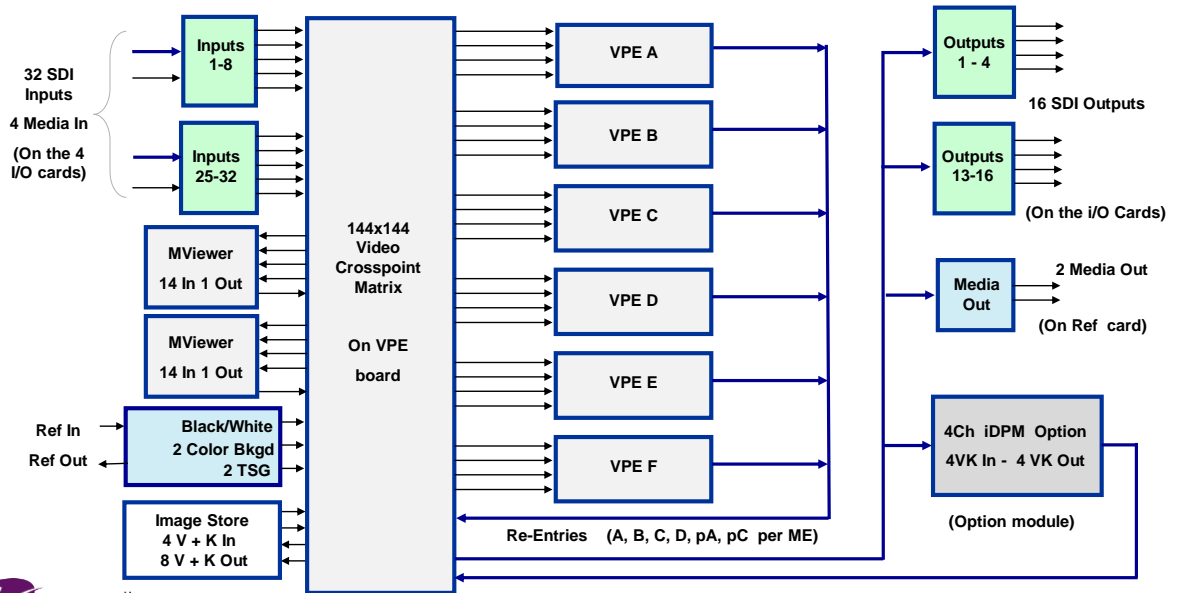 32 SDI
Inputs
4 Media In
(On the 4
I/O cards)
Inputs
1-8
Inputs
25-32
MViewer
14 In 1 Out
MViewer
14 In 1 Out
Ref In
Ref Out
Black/White
2 Color Bkgd
2 TSG
Image Store
4 V + K In
8 V + K Out
144x144
Video
Crosspoint
Matrix
On VPE
board
VPE A
VPE B
VPE C
VPE D
VPE E
VPE F
Re-Entries (A, B, C, D, pA, pC per ME)
Outputs
1 - 4
16 SDI Outputs
Outputs
13-16
(On the i/O Cards)
Media
Out
2 Media Out
(On Ref card)
4Ch iDPM Option
4VK In - 4 VK Out
(Option module)